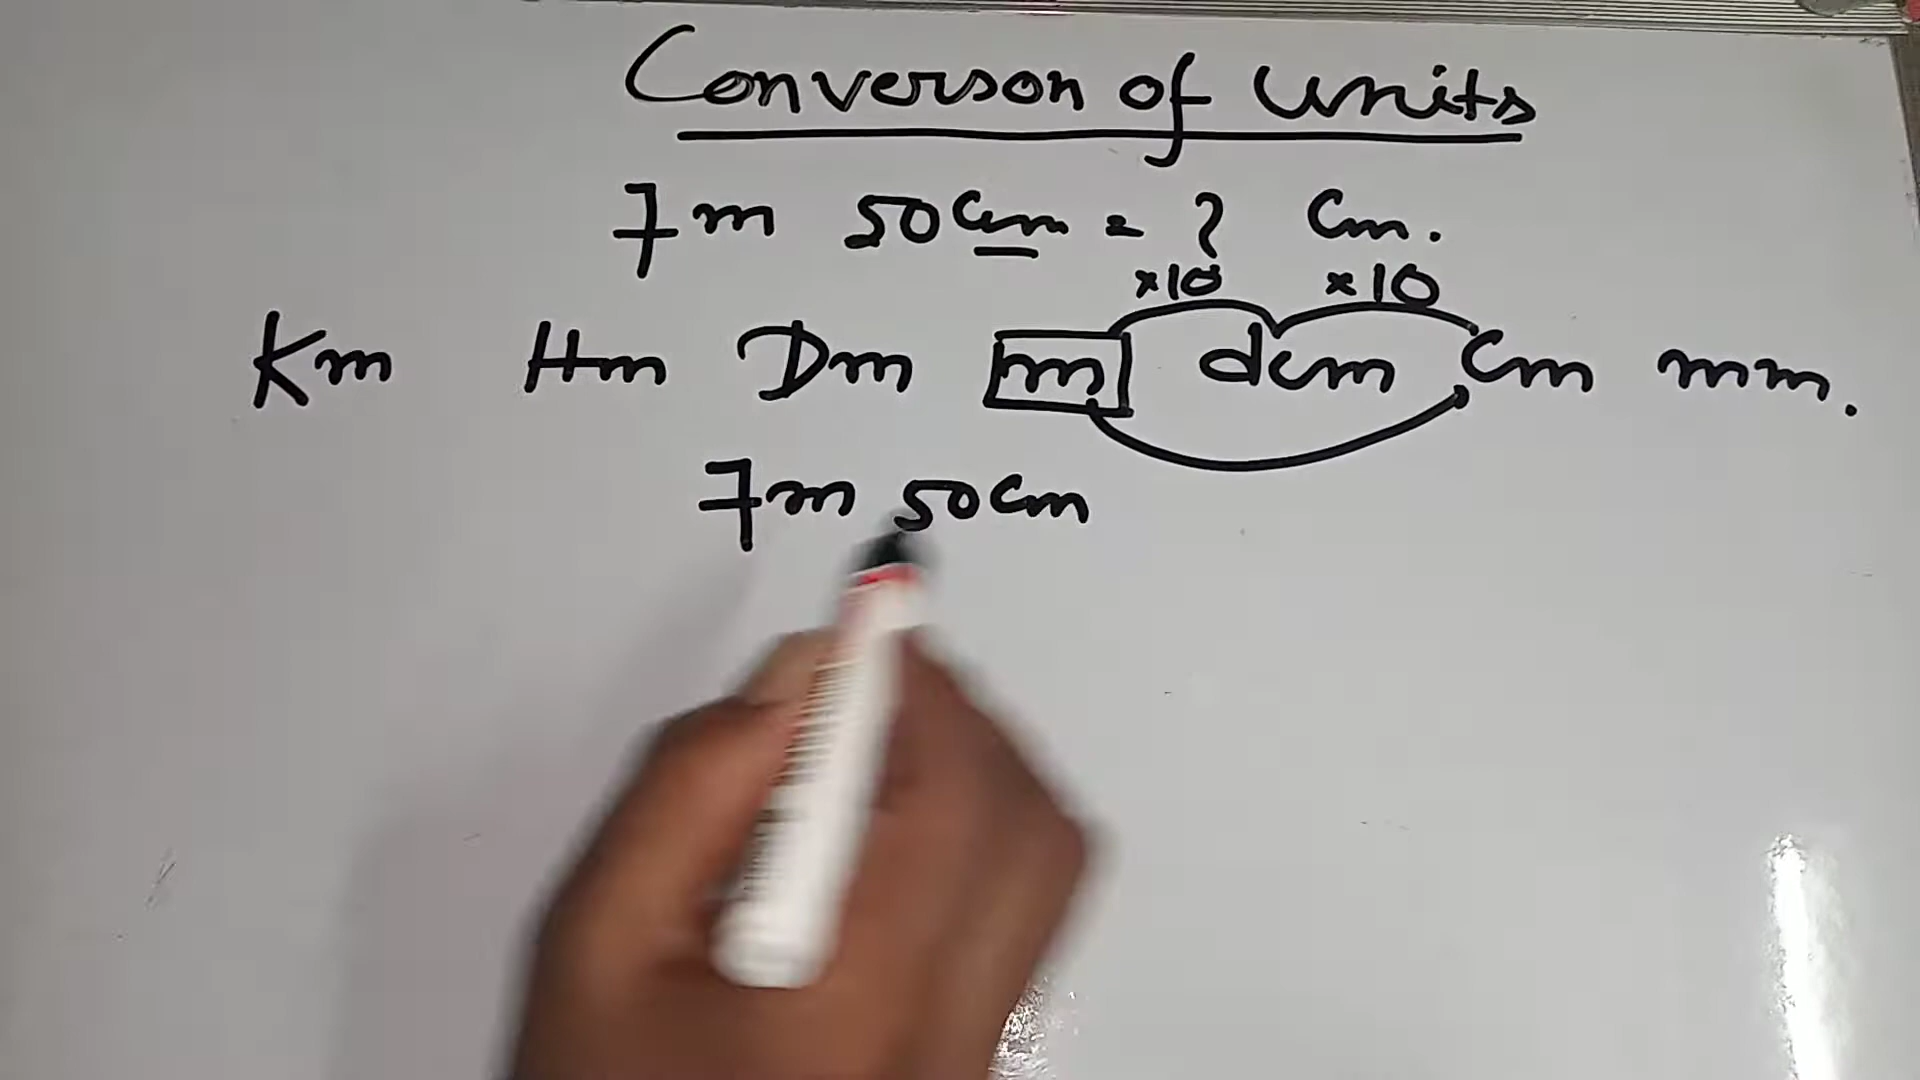 Converson of units
7m 50cm = ? Cm.
×10 ×10
Km Hm Dm m dcm Cm mm.
7m 50cm